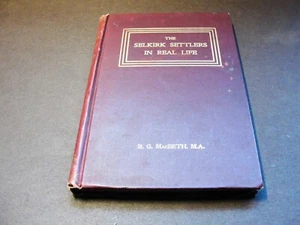 THE
SELKIRK SETTLERS
IN REAL LIFE
R. G. MACBETH, M.A.